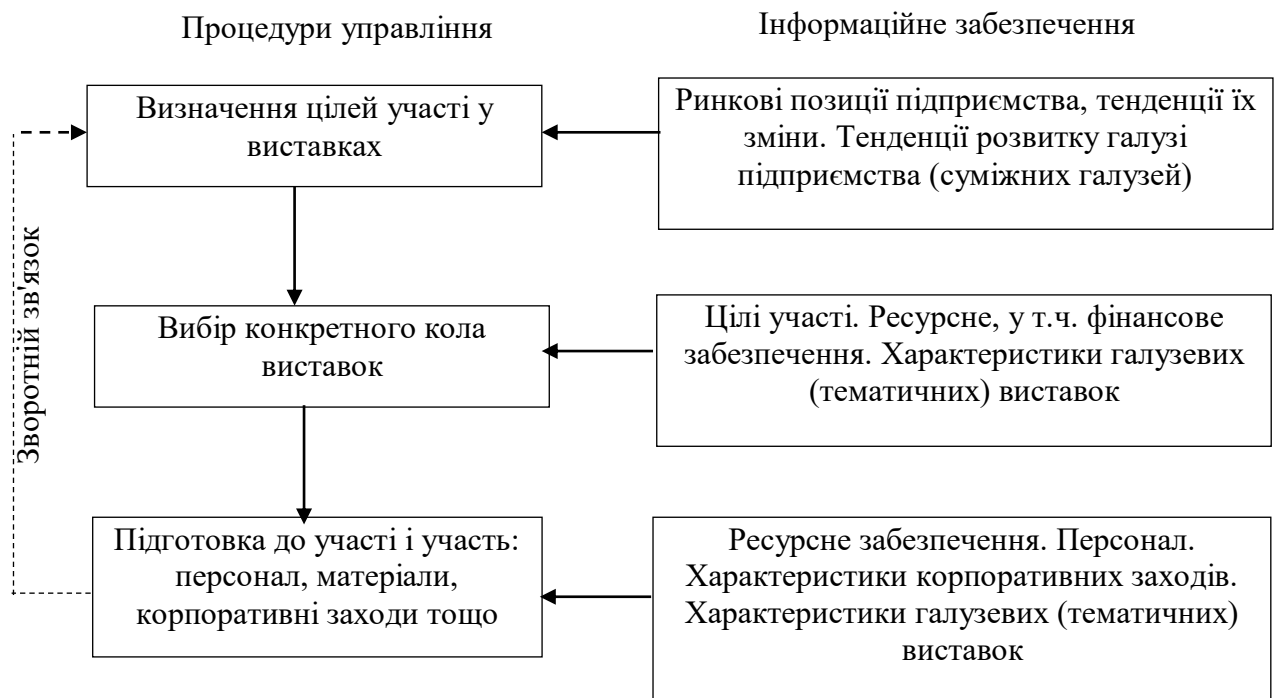 Процедури управління
Інформаційне забезпечення
Визначення цілей участі у
виставках
Ринкові позиції підприємства, тенденції їх
зміни. Тенденції розвитку галузі
підприємства (суміжних галузей)
Зворотній зв'язок
Вибір конкретного кола
виставок
Цілі участі. Ресурсне, у т.ч. фінансове
забезпечення. Характеристики галузевих
(тематичних) виставок
Підготовка до участі і участь:
персонал, матеріали,
корпоративні заходи тощо
Ресурсне забезпечення. Персонал.
Характеристики корпоративних заходів.
Характеристики галузевих (тематичних)
виставок